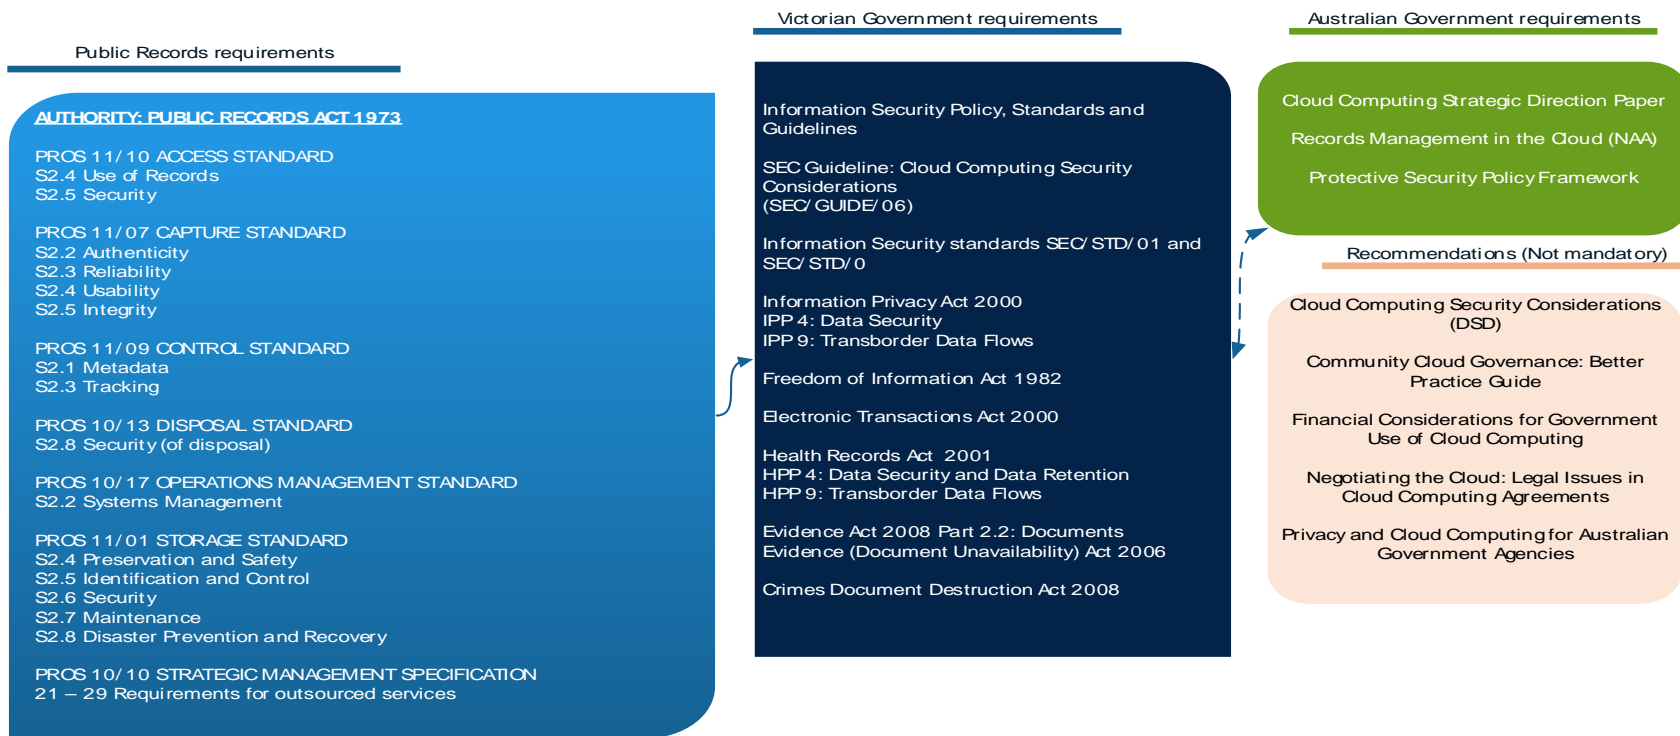 Public Records requirements
AUTHORITY: PUBLIC RECORDS ACT 1973
PROS 11/10 ACCESS STANDARD
S2.4 Use of Records
S2.5 Security
PROS 11/07 CAPTURE STANDARD
S2.2 Authenticity
S2.3 Reliability
S2.4 Usability
S2.5 Integrity
PROS 11/09 CONTROL STANDARD
S2.1 Metadata
S2.3 Tracking
PROS 10/13 DISPOSAL STANDARD
S2.8 Security (of disposal)
PROS 10/17 OPERATIONS MANAGEMENT STANDARD
S2.2 Systems Management
PROS 11/01 STORAGE STANDARD
S2.4 Preservation and Safety
S2.5 Identification and Control
S2.6 Security
S2.7 Maintenance
S2.8 Disaster Prevention and Recovery
PROS 10/10 STRATEGIC MANAGEMENT SPECIFICATION
21 – 29 Requirements for outsourced services
Victorian Government requirements
Information Security Policy, Standards and
Guidelines
SEC Guideline: Cloud Computing Security
Considerations
(SEC/GUIDE/06)
Information Security standards SEC/STD/01 and
SEC/STD/0
Information Privacy Act 2000
IPP 4: Data Security
IPP 9: Transborder Data Flows
Freedom of Information Act 1982
Electronic Transactions Act 2000
Health Records Act 2001
HPP 4: Data Security and Data Retention
HPP 9: Transborder Data Flows
Evidence Act 2008 Part 2.2: Documents
Evidence (Document Unavailability) Act 2006
Crimes Document Destruction Act 2008
Australian Government requirements
Cloud Computing Strategic Direction Paper
Records Management in the Cloud (NAA)
Protective Security Policy Framework
Recommendations (Not mandatory)
Cloud Computing Security Considerations
(DSD)
Community Cloud Governance: Better
Practice Guide
Financial Considerations for Government
Use of Cloud Computing
Negotiating the Cloud: Legal Issues in
Cloud Computing Agreements
Privacy and Cloud Computing for Australian
Government Agencies